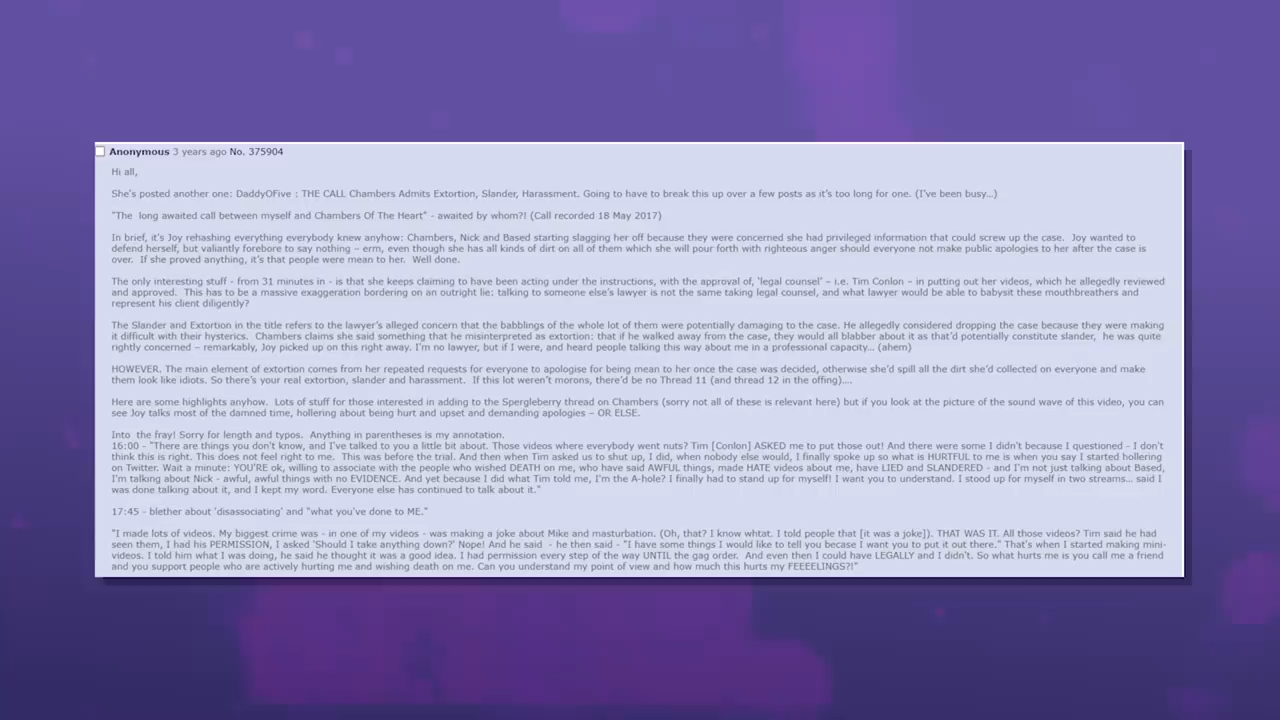 Anonymous 3 years ago No. 375904
Hi all,
She's posted another one: DaddyOFive : THE CALL Chambers Admits Extortion, Slander, Harassment. Going to have to break this up over a few posts as it's too long for one. (I've been busy…)
"The  long awaited call between myself and Chambers Of The Heart" - awaited by whom?! (Call recorded 18 May 2017)
In brief, it's Joy rehashing everything everybody knew anyhow: Chambers, Nick and Based starting slagging her off because they were concerned she had privileged information that could screw up the case.  Joy wanted to
defend herself, but valiantly forebore to say nothing – erm, even though she has all kinds of dirt on all of them which she will pour forth with righteous anger should everyone not make public apologies to her after the case is
over.  If she proved anything, it's that people were mean to her.  Well done.
The only interesting stuff - from 31 minutes in - is that she keeps claiming to have been acting under the instructions, with the approval of, 'legal counsel' – i.e. Tim Conlon – in putting out her videos, which he allegedly reviewed
and approved.  This has to be a massive exaggeration bordering on an outright lie: talking to someone else's lawyer is not the same taking legal counsel, and what lawyer would be able to babysit these mouthbreathers and
represent his client diligently?
The Slander and Extortion in the title refers to the lawyer's alleged concern that the babblings of the whole lot of them were potentially damaging to the case. He allegedly considered dropping the case because they were making
it difficult with their hysterics.  Chambers claims she said something that he misinterpreted as extortion: that if he walked away from the case, they would all blabber about it as that'd potentially constitute slander,  he was quite
rightly concerned – remarkably, Joy picked up on this right away. I'm no lawyer, but if I were, and heard people talking this way about me in a professional capacity… (ahem)
HOWEVER, The main element of extortion comes from her repeated requests for everyone to apologise for being mean to her once the case was decided, otherwise she'd spill all the dirt she'd collected on everyone and make
them look like idiots. So there's your real extortion, slander and harassment.  If this lot weren't morons, there'd be no Thread 11 (and thread 12 in the offing)….
Here are some highlights anyhow.  Lots of stuff for those interested in adding to the Spergleberry thread on Chambers (sorry not all of these is relevant here) but if you look at the picture of the sound wave of this video, you can
see Joy talks most of the damned time, hollering about being hurt and upset and demanding apologies – OR ELSE.
Into  the fray! Sorry for length and typos.  Anything in parentheses is my annotation.
16:00 - "There are things you don't know, and I've talked to you a little bit about. Those videos where everybody went nuts? Tim [Conlon] ASKED me to put those out! And there were some I didn't because I questioned - I don't
think this is right. This does not feel right to me.  This was before the trial. And then when Tim asked us to shut up, I did, when nobody else would, I finally spoke up so what is HURTFUL to me is when you say I started hollering
on Twitter. Wait a minute: YOU'RE ok, willing to associate with the people who wished DEATH on me, who have said AWFUL things, made HATE videos about me, have LIED and SLANDERED - and I'm not just talking about Based,
I'm talking about Nick - awful, awful things with no EVIDENCE. And yet because I did what Tim told me, I'm the A-hole? I finally had to stand up for myself! I want you to understand. I stood up for myself in two streams… said I
was done talking about it, and I kept my word. Everyone else has continued to talk about it."
17:45 - blether about 'disassociating' and "what you've done to ME."
"I made lots of videos. My biggest crime was - in one of my videos - was making a joke about Mike and masturbation. (Oh, that? I know whtat. I told people that [it was a joke]). THAT WAS IT. All those videos? Tim said he had
seen them, I had his PERMISSION, I asked 'Should I take anything down?' Nope! And he said  - he then said - "I have some things I would like to tell you becase I want you to put it out there." That's when I started making mini-
videos. I told him what I was doing, he said he thought it was a good idea. I had permission every step of the way UNTIL the gag order.  And even then I could have LEGALLY and I didn't. So what hurts me is you call me a friend
and you support people who are actively hurting me and wishing death on me. Can you understand my point of view and how much this hurts my FEEEELINGS?!"